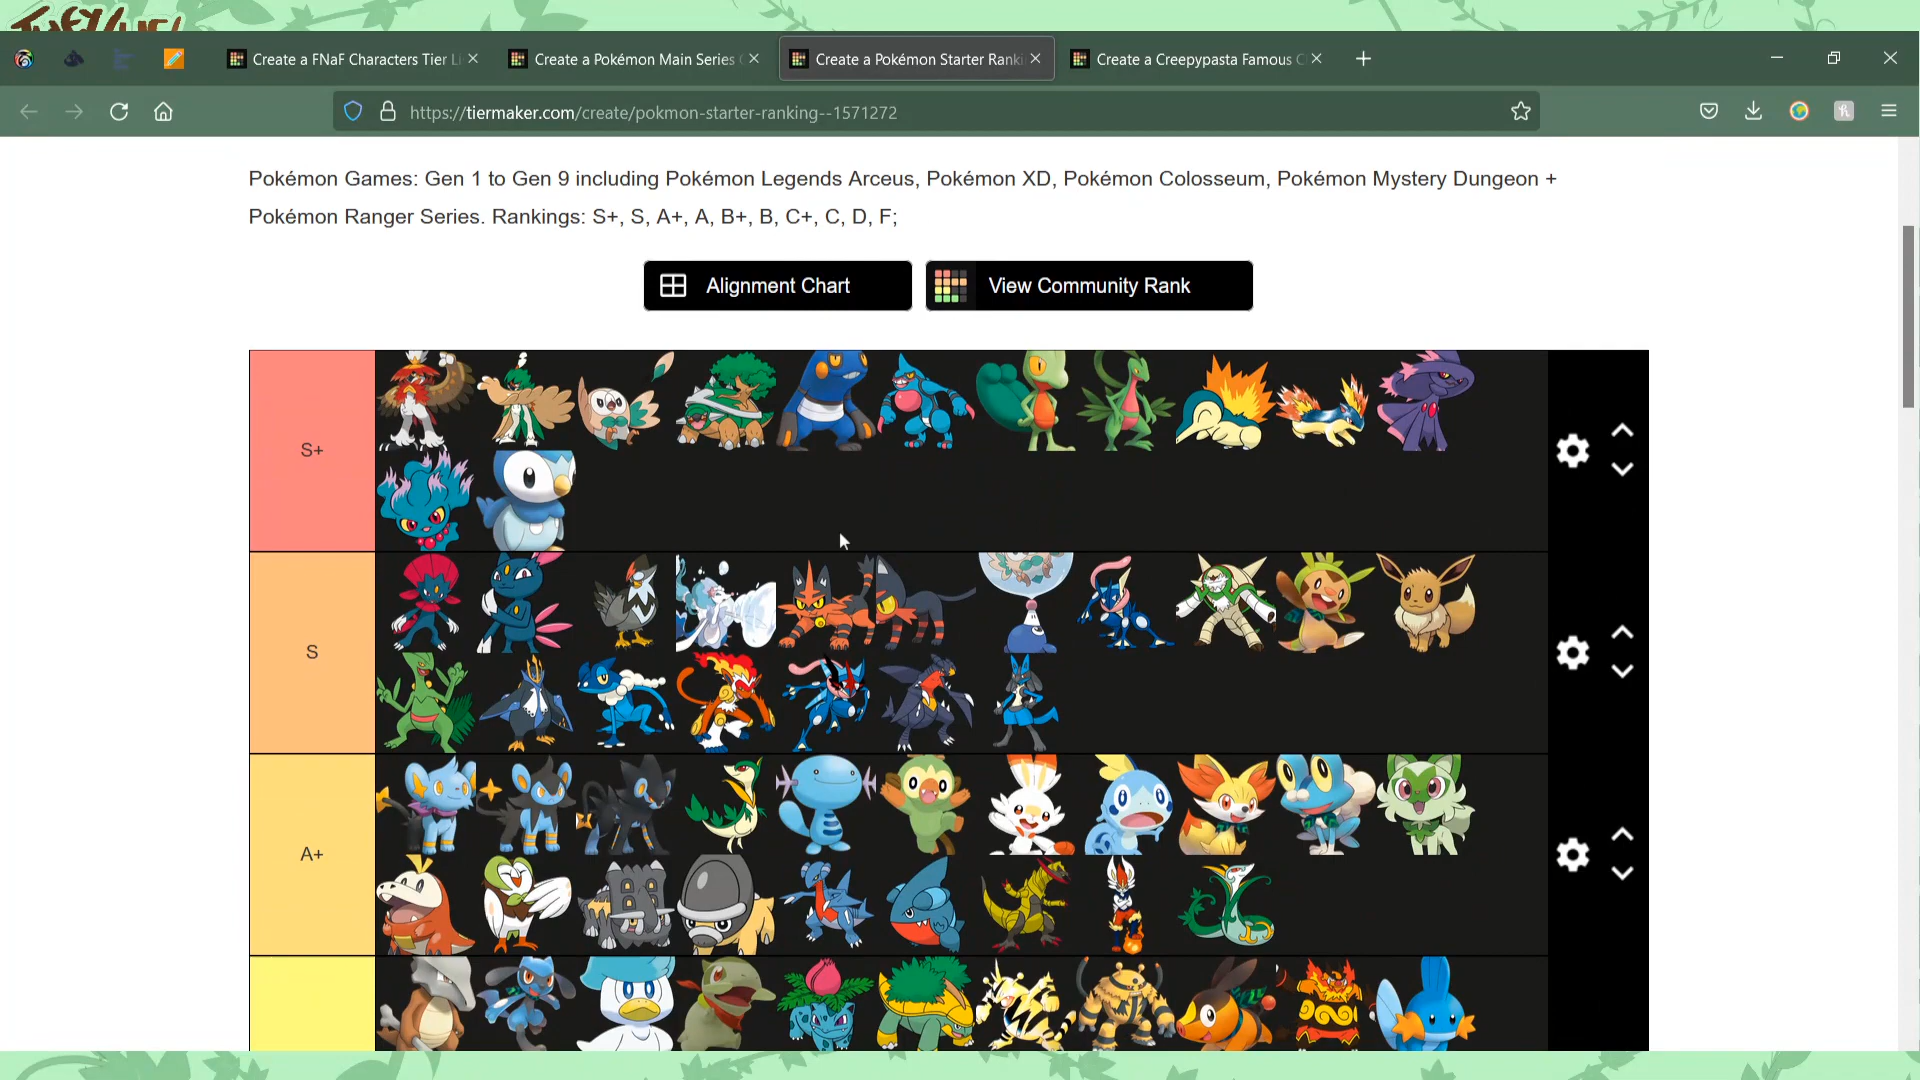 Create a FNaF Characters Tier Li
Create a Pokémon Main Series
Create a Pokémon Starter Ranki
Create a Creepypasta Famous C
https://tiermaker.com/create/pokmon-starter-ranking--1571272
Pokémon Games: Gen 1 to Gen 9 including Pokémon Legends Arceus, Pokémon XD, Pokémon Colosseum, Pokémon Mystery Dungeon +
Pokémon Ranger Series. Rankings: S+, S, A+, A, B+, B, C+, C, D, F;
Alignment Chart
View Community Rank
S+
S
A+